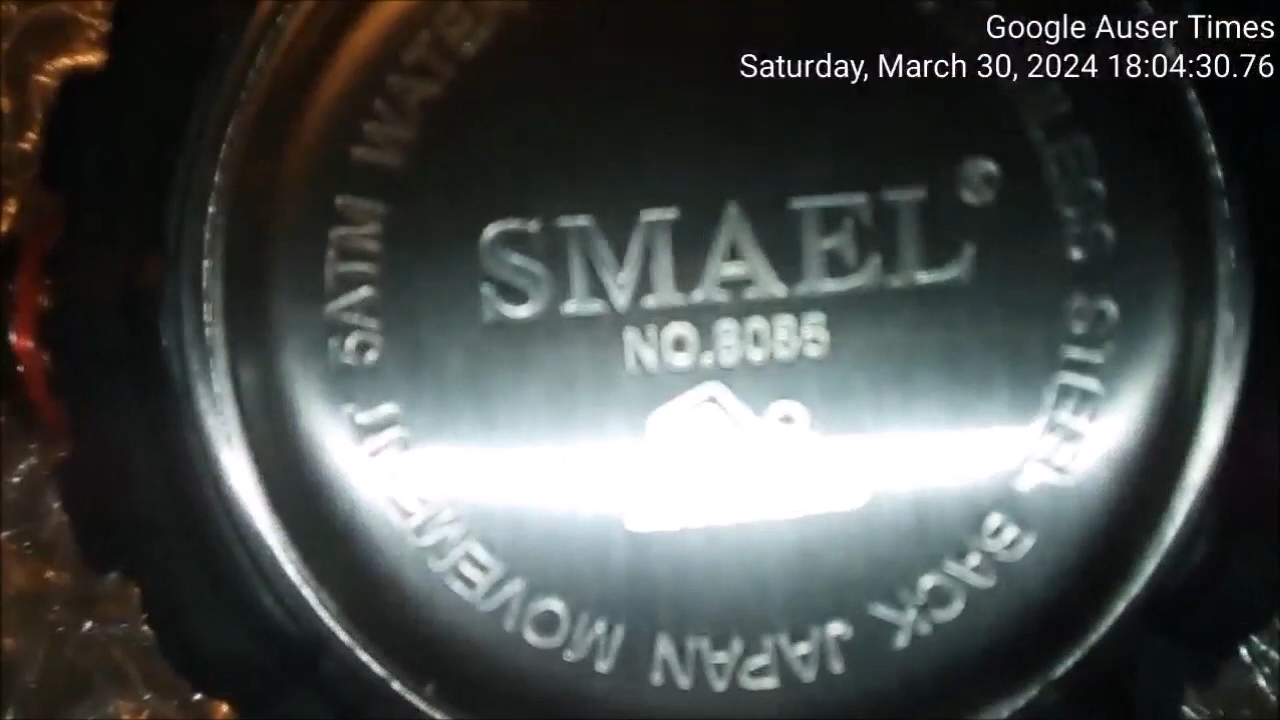 Google Auser Times
Saturday, March 30, 2024 18:04:30.76
SMAEL
NO.8085
5ATM
STEEL BACK JAPAN MOVEMENT